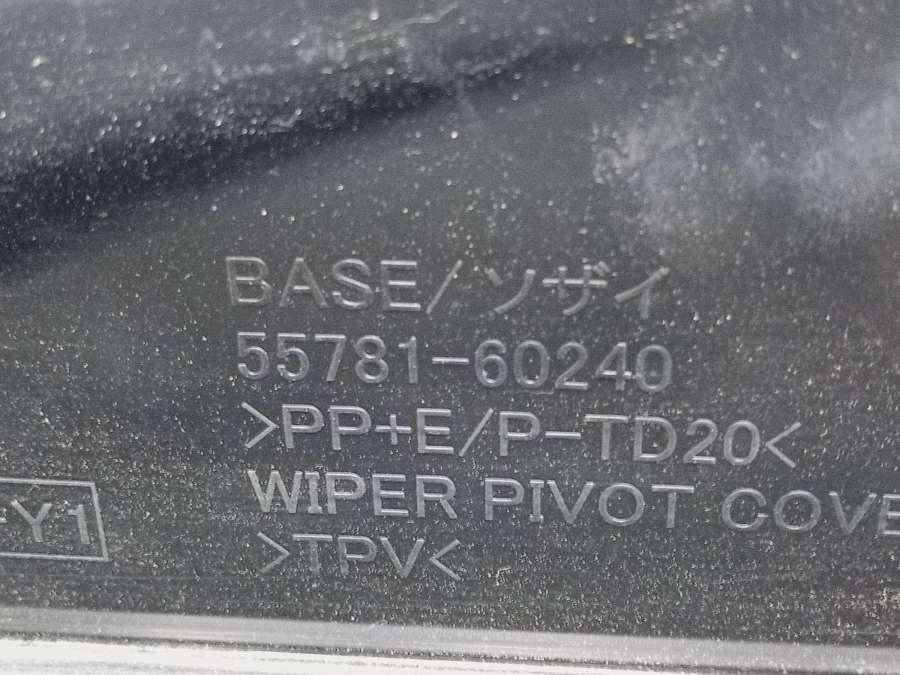 BASE/ソザイ
55781-60240
>PP+E/P-TD20<
WIPER PIVOT COVE
-Y1
>TPV<